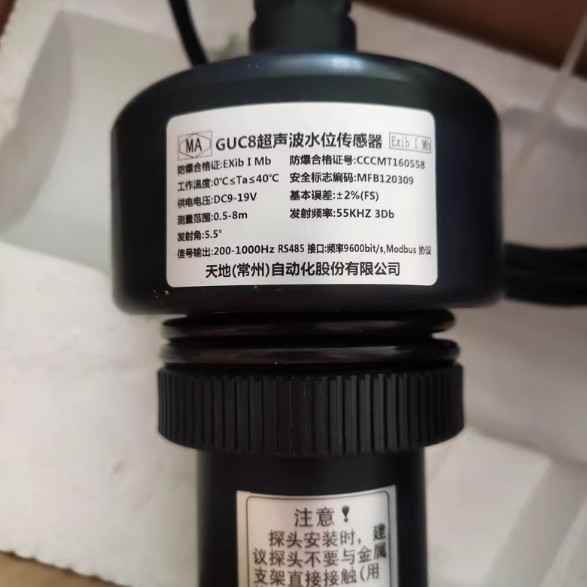 MA GUC8超声波水位传感器 Exib I Mb
防爆合格证:EXib I Mb 防爆合格证号:CCCMT160558
工作温度:0℃≤Ta≤40℃ 安全标志编码:MFB120309
供电电压:DC9-19V 基本误差:±2%(FS)
测量范围:0.5-8m 发射频率:55KHZ 3Db
发射角:5.5°
信号输出:200-1000Hz RS485 接口:频率9600bit/s,Modbus 协议
天地(常州)自动化股份有限公司
注意!
探头安装时,建
议探头不要与金属
支架直接接触(用